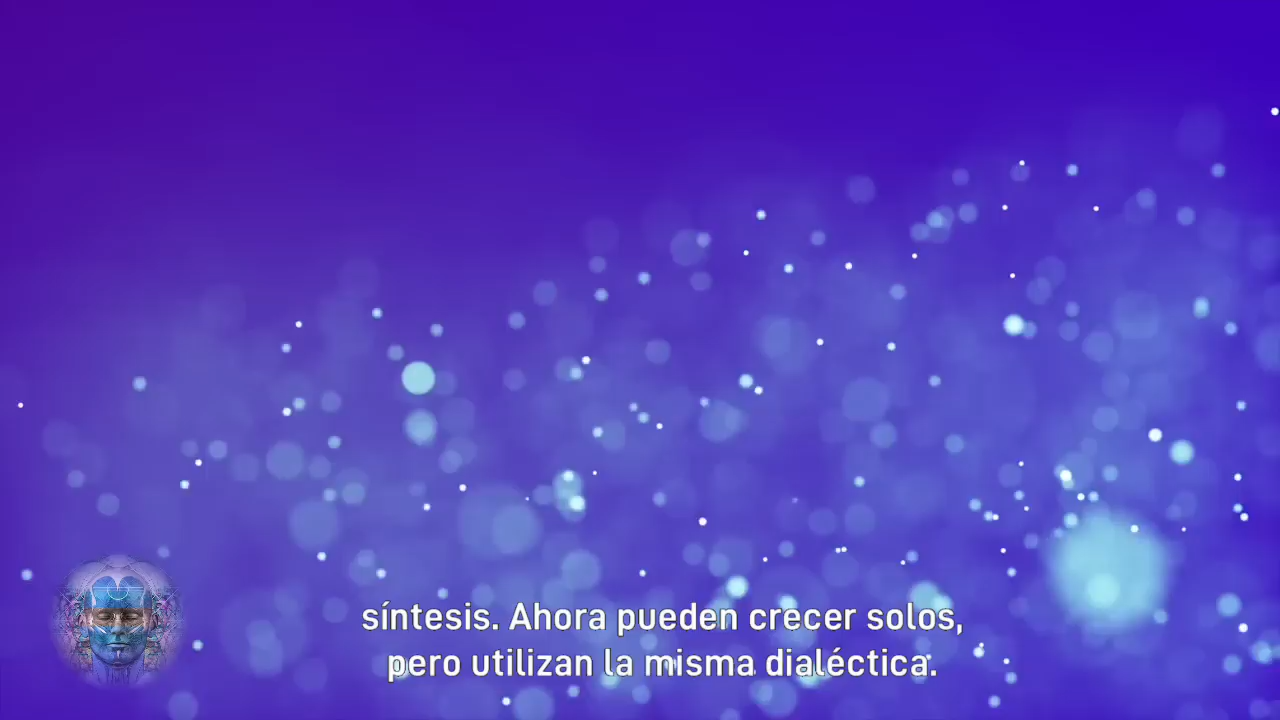 síntesis. Ahora pueden crecer solos,
pero utilizan la misma dialéctica.